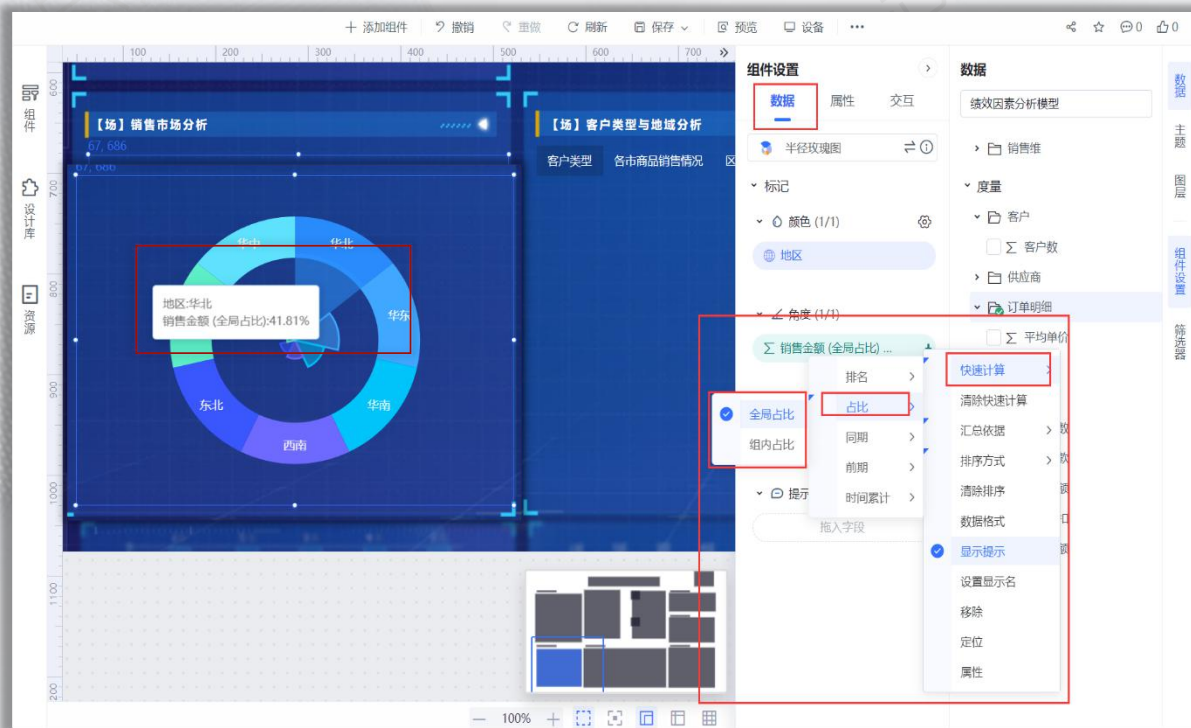 添加组件 撤销 重做 刷新 保存 预览 设备 ... 0 0
100 200 300 400 500 600 700
组件
设计库
资源
600
700
800
900
1000
1100
200
【场】销售市场分析
67, 686
67, 686
华中 华北
华东
华南
西南
东北
地区:华北
销售金额 (全局占比):41.81%
【场】客户类型与地域分析
客户类型 各市商品销售情况 区
组件设置
数据 属性 交互
半径玫瑰图
标记
颜色 (1/1)
地区
角度 (1/1)
Σ 销售金额 (全局占比) ...
提示
拖入字段
全局占比
组内占比
排名
占比
同期
前期
时间累计
快速计算
清除快速计算
汇总依据
排序方式
清除排序
数据格式
显示提示
设置显示名
移除
定位
属性
数据
绩效因素分析模型
销售维
度量
客户
Σ 客户数
供应商
订单明细
Σ 平均单价
数据
主题
图层
组件设置
筛选器
100%